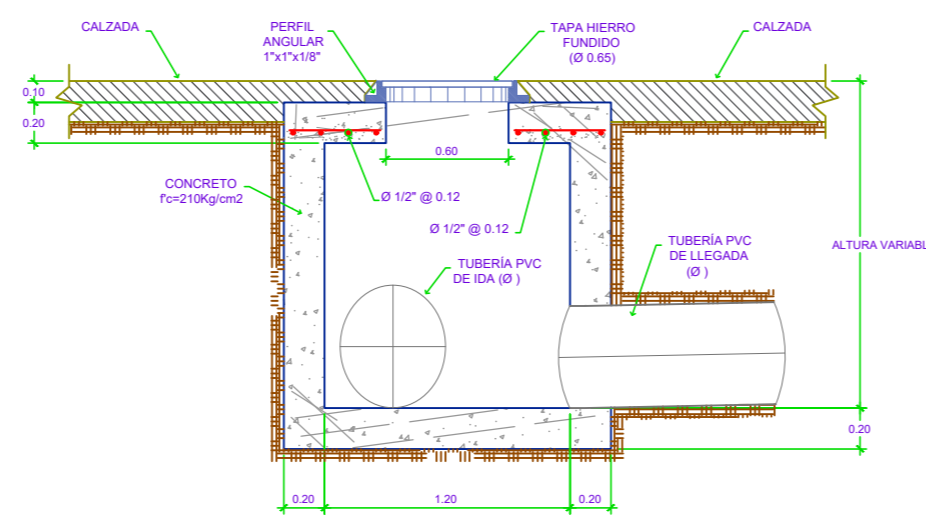 CALZADA
PERFIL
ANGULAR
1"x1"x1/8"
TAPA HIERRO
FUNDIDO
(Ø 0.65)
CALZADA
0.10
0.20
0.60
CONCRETO
f'c=210Kg/cm2
Ø 1/2" @ 0.12
Ø 1/2" @ 0.12
TUBERÍA PVC
DE IDA (Ø )
TUBERÍA PVC
DE LLEGADA
(Ø )
ALTURA VARIABL
0.20
0.20
1.20
0.20